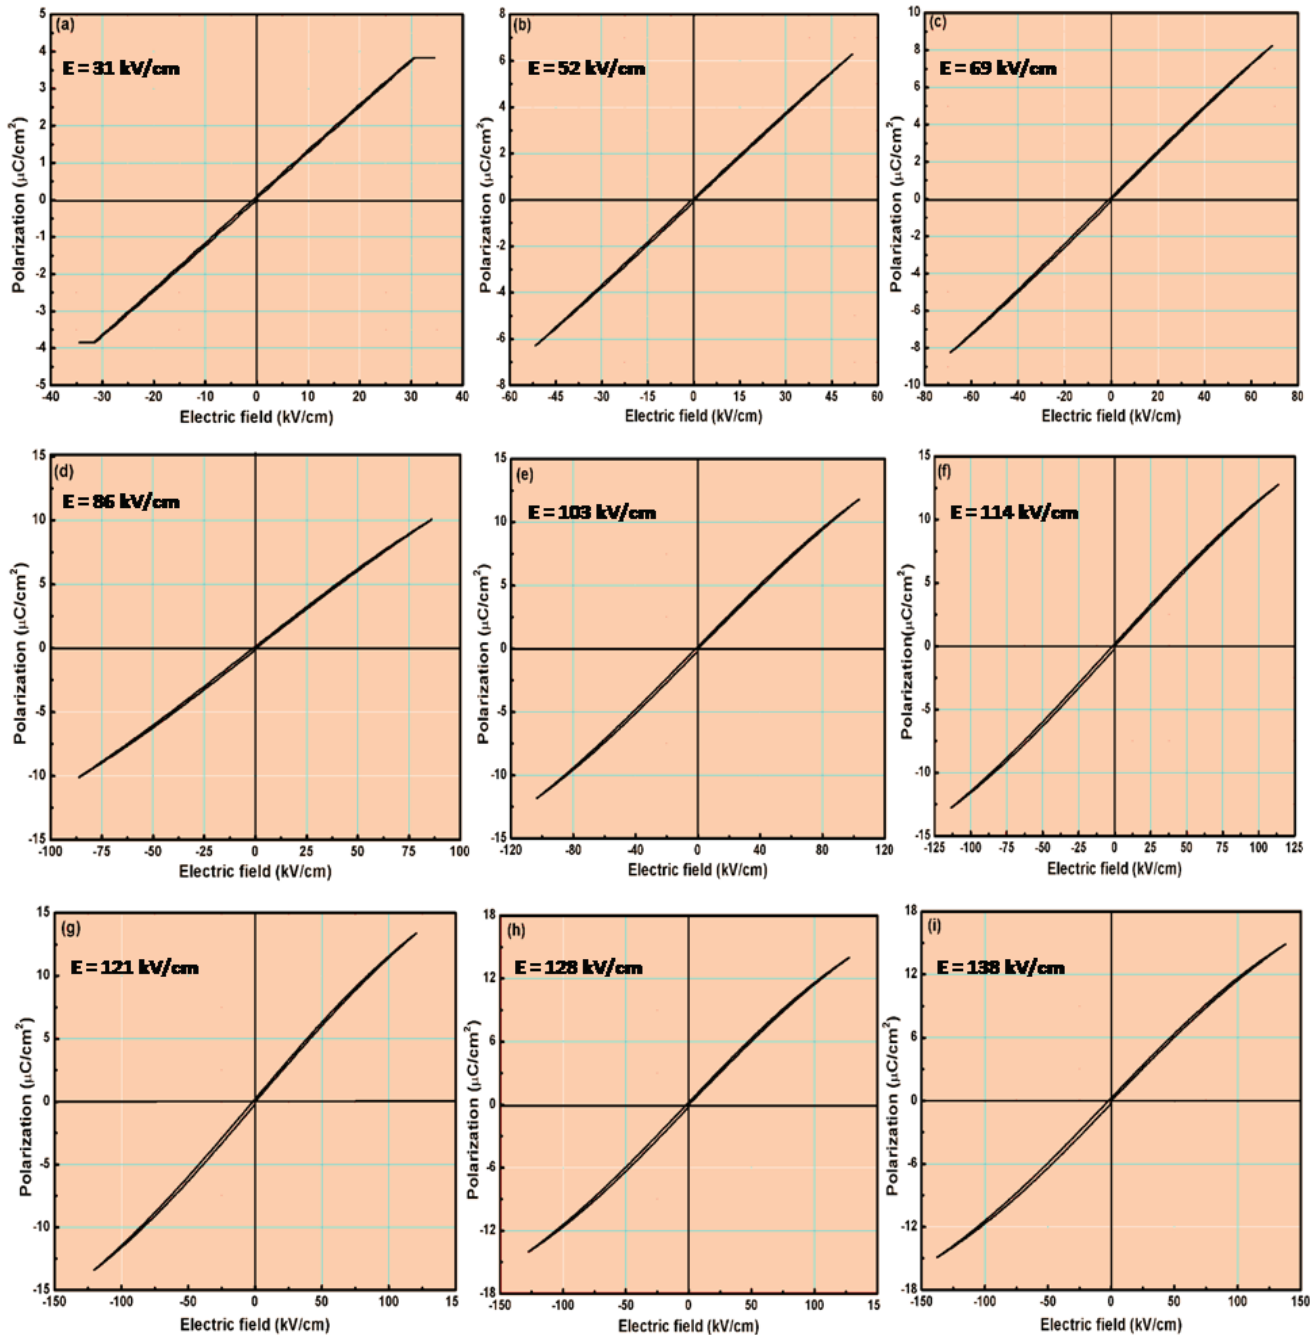 (a)
E = 31 kV/cm
Polarization (μC/cm²)
5
4
3
2
1
0
-1
-2
-3
-4
-5
-40 -30 -20 -10 0 10 20 30 40
Electric field (kV/cm)
(b)
E = 52 kV/cm
Polarization (μC/cm²)
8
6
4
2
0
-2
-4
-6
-8
-60 -45 -30 -15 0 15 30 45 60
Electric field (kV/cm)
(c)
E = 69 kV/cm
Polarization (μC/cm²)
10
8
6
4
2
0
-2
-4
-6
-8
-10
-80 -60 -40 -20 0 20 40 60 80
Electric field (kV/cm)
(d)
E = 86 kV/cm
Polarization (μC/cm²)
15
10
5
0
-5
-10
-15
-100 -75 -50 -25 0 25 50 75 100
Electric field (kV/cm)
(e)
E = 103 kV/cm
Polarization (μC/cm²)
15
10
5
0
-5
-10
-15
-120 -80 -40 0 40 80 120
Electric field (kV/cm)
(f)
E = 114 kV/cm
Polarization(μC/cm²)
15
10
5
0
-5
-10
-15
-125 -100 -75 -50 -25 0 25 50 75 100 125
Electric field (kV/cm)
(g)
E = 121 kV/cm
Polarization (μC/cm²)
15
10
5
0
-5
-10
-15
-150 -100 -50 0 50 100 15
Electric field (kV/cm)
(h)
E = 128 kV/cm
Polarization (μC/cm²)
18
12
6
0
-6
-12
-18
-100 -50 0 50 100 15
Electric field (kV/cm)
(i)
E = 138 kV/cm
Polarization (μC/cm²)
18
12
6
0
-6
-12
-18
-150 -100 -50 0 50 100 150
Electric field (kV/cm)